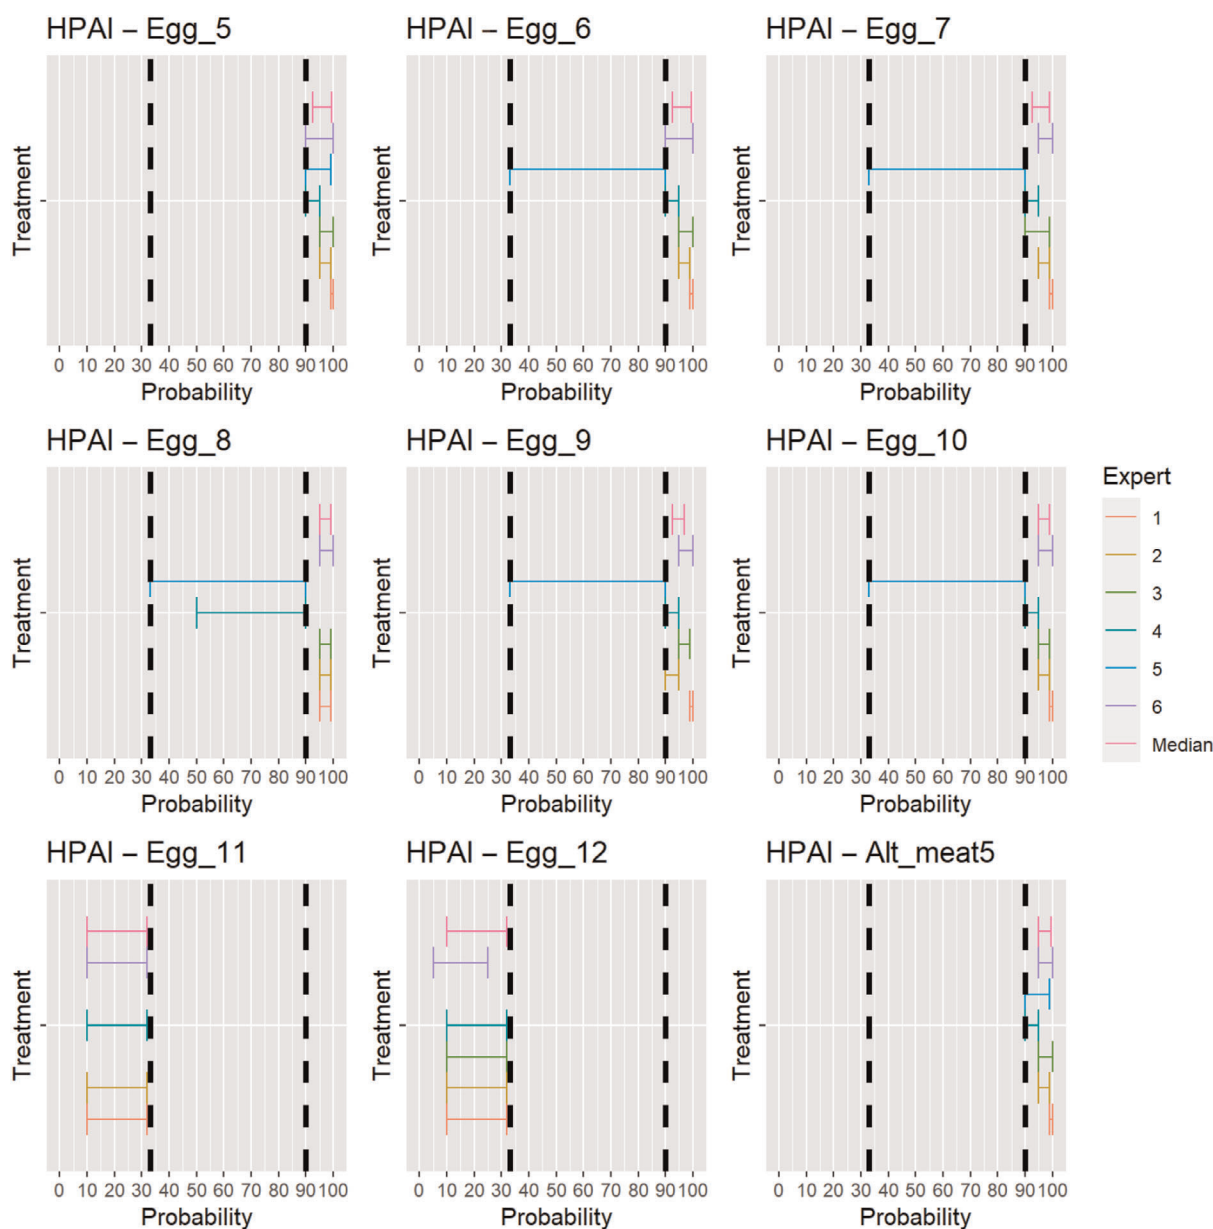 HPAI – Egg_5
HPAI – Egg_6
HPAI – Egg_7
Treatment
Treatment
Treatment
0 10 20 30 40 50 60 70 80 90 100
0 10 20 30 40 50 60 70 80 90 100
0 10 20 30 40 50 60 70 80 90 100
Probability
Probability
Probability
HPAI – Egg_8
HPAI – Egg_9
HPAI – Egg_10
Treatment
Treatment
Treatment
0 10 20 30 40 50 60 70 80 90 100
0 10 20 30 40 50 60 70 80 90 100
0 10 20 30 40 50 60 70 80 90 100
Probability
Probability
Probability
Expert
1
2
3
4
5
6
Median
HPAI – Egg_11
HPAI – Egg_12
HPAI – Alt_meat5
Treatment
Treatment
Treatment
0 10 20 30 40 50 60 70 80 90 100
0 10 20 30 40 50 60 70 80 90 100
0 10 20 30 40 50 60 70 80 90 100
Probability
Probability
Probability